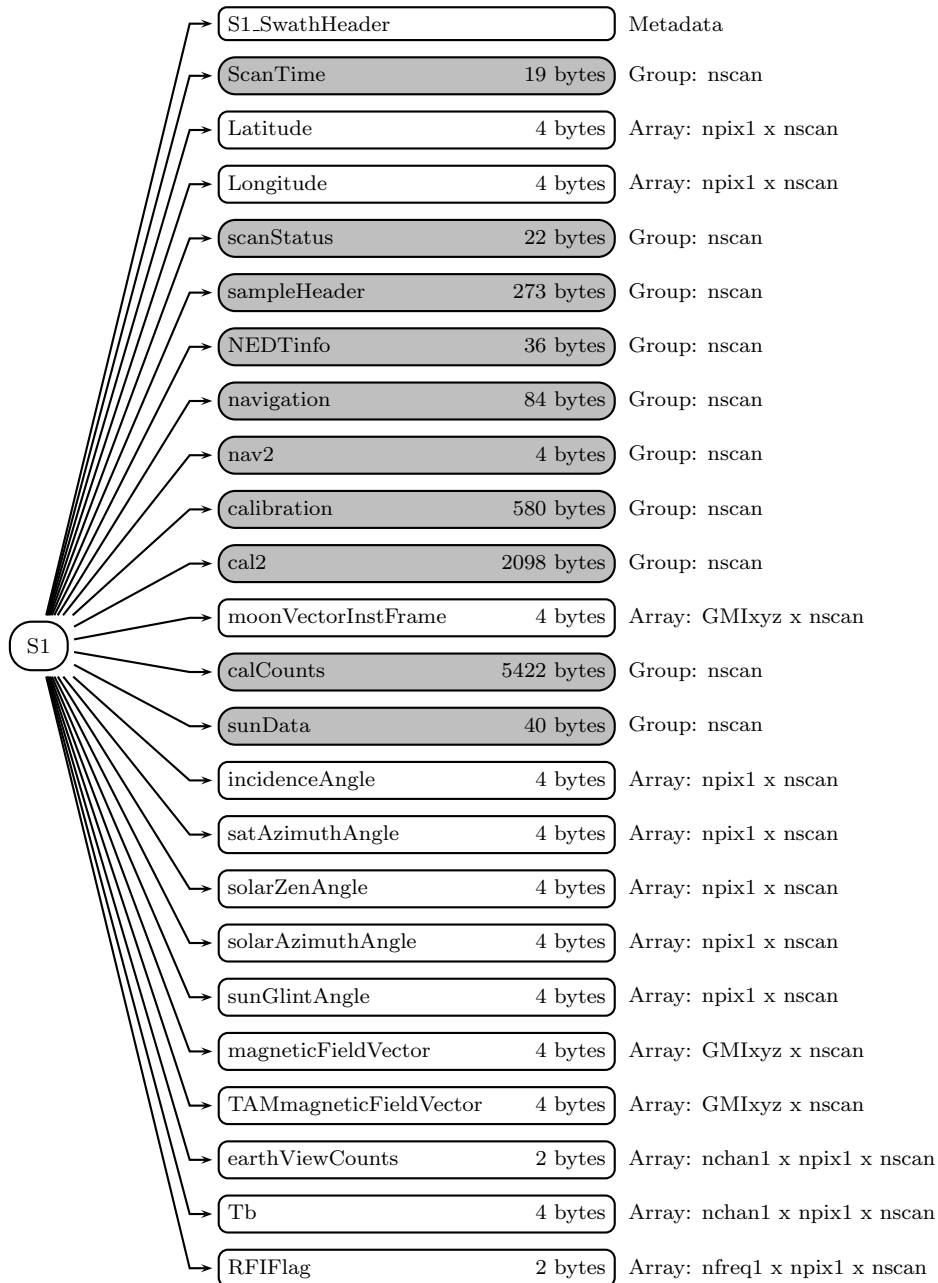 S1_SwathHeader Metadata
ScanTime 19 bytes Group: nscan
Latitude 4 bytes Array: npix1 x nscan
Longitude 4 bytes Array: npix1 x nscan
scanStatus 22 bytes Group: nscan
sampleHeader 273 bytes Group: nscan
NEDTinfo 36 bytes Group: nscan
navigation 84 bytes Group: nscan
nav2 4 bytes Group: nscan
calibration 580 bytes Group: nscan
cal2 2098 bytes Group: nscan
moonVectorInstFrame 4 bytes Array: GMIxyz x nscan
S1
calCounts 5422 bytes Group: nscan
sunData 40 bytes Group: nscan
incidenceAngle 4 bytes Array: npix1 x nscan
satAzimuthAngle 4 bytes Array: npix1 x nscan
solarZenAngle 4 bytes Array: npix1 x nscan
solarAzimuthAngle 4 bytes Array: npix1 x nscan
sunGlintAngle 4 bytes Array: npix1 x nscan
magneticFieldVector 4 bytes Array: GMIxyz x nscan
TAMmagneticFieldVector 4 bytes Array: GMIxyz x nscan
earthViewCounts 2 bytes Array: nchan1 x npix1 x nscan
Tb 4 bytes Array: nchan1 x npix1 x nscan
RFIFlag 2 bytes Array: nfreq1 x npix1 x nscan